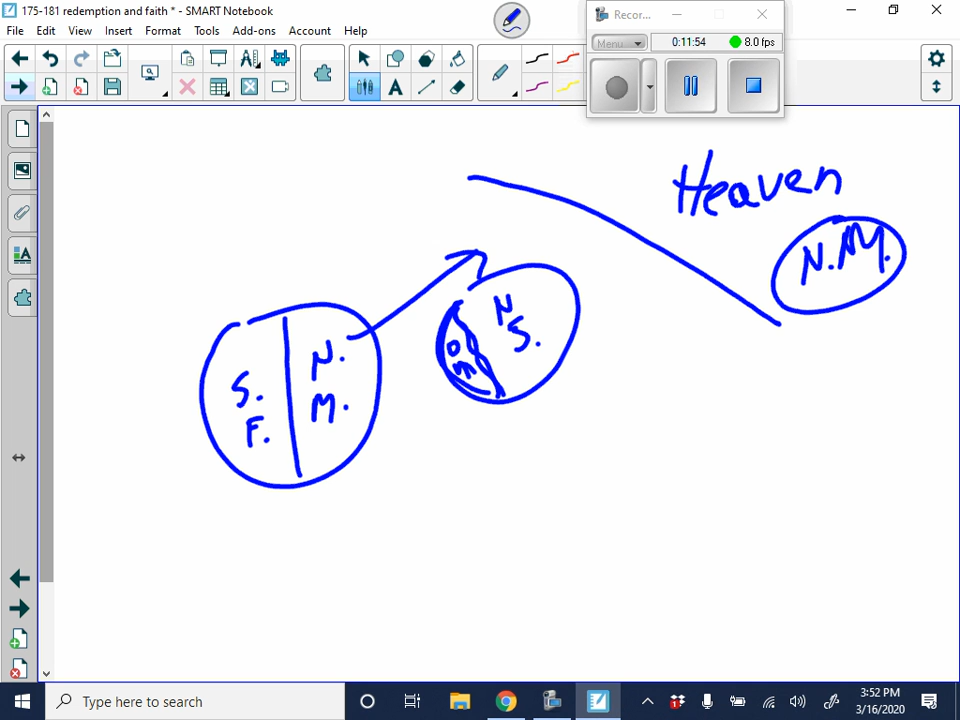 175-181 redemption and faith * - SMART Notebook
File Edit View Insert Format Tools Add-ons Account Help
Recor...
Menu
0:11:54
8.0 fps
A
A
A
Heaven
N.M.
S.
F.
N.
M.
O
M
N
S.
Type here to search
1
3:52 PM
3/16/2020